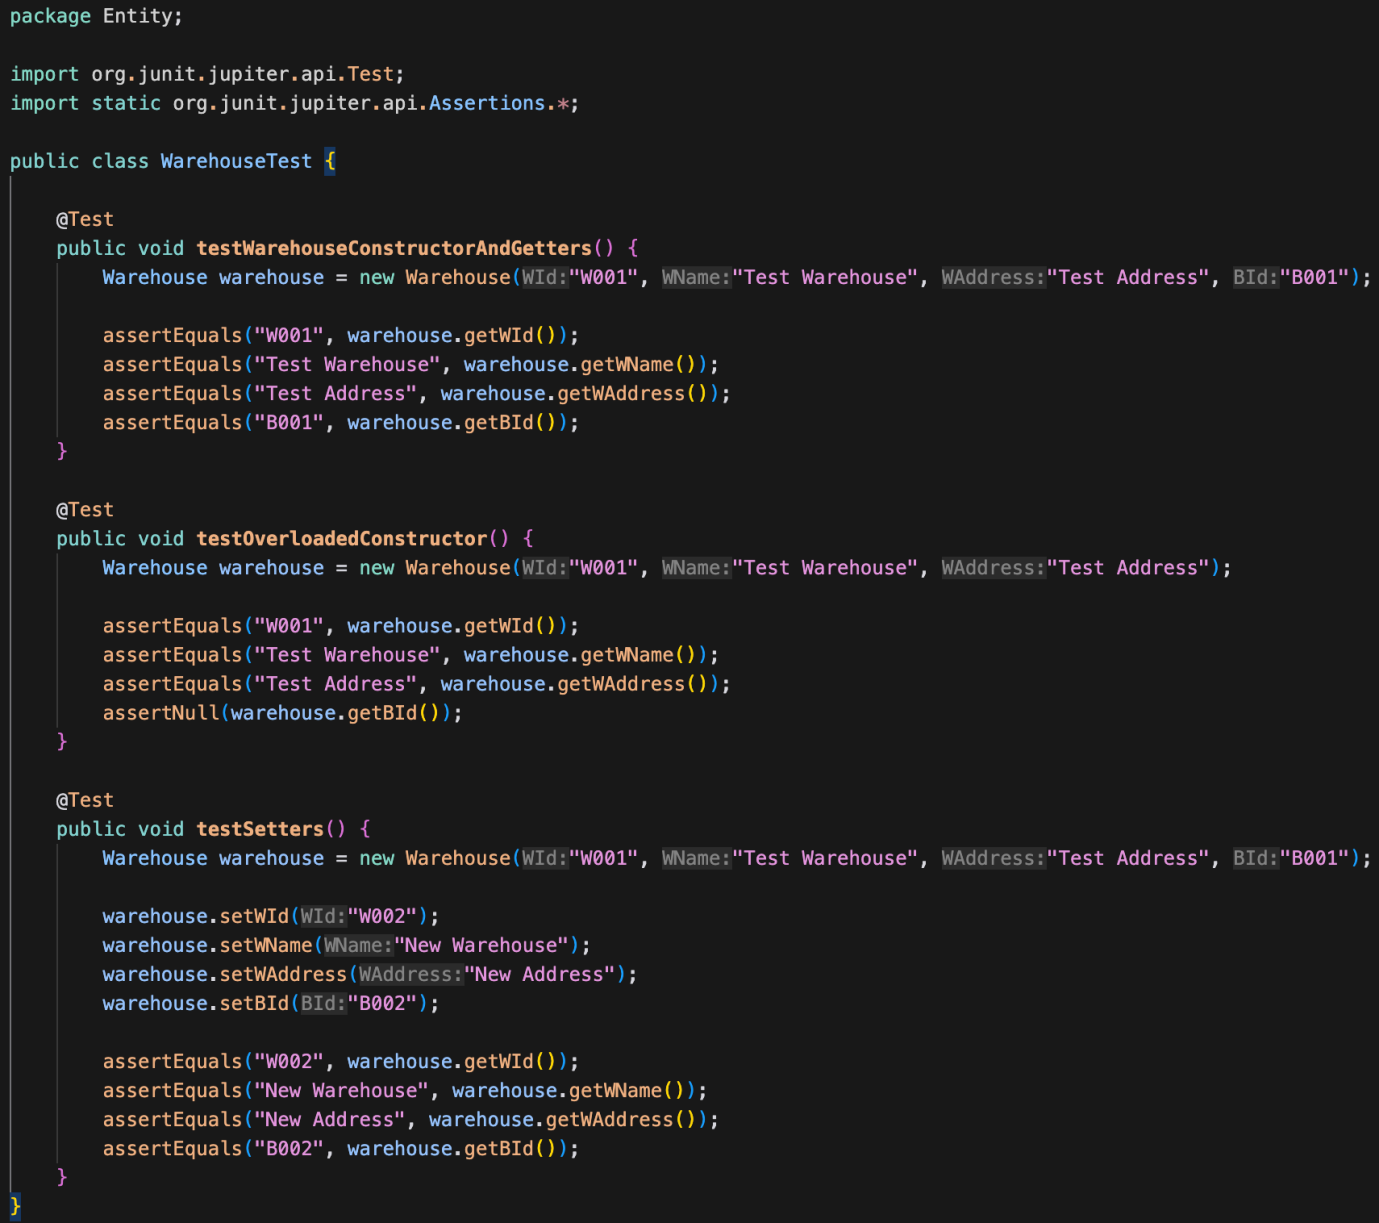 package Entity;
import org.junit.jupiter.api.Test;
import static org.junit.jupiter.api.Assertions.*;
public class WarehouseTest {
@Test
public void testWarehouseConstructorAndGetters() {
Warehouse warehouse = new Warehouse(WId:"W001", WName:"Test Warehouse", WAddress:"Test Address", BId:"B001");
assertEquals("W001", warehouse.getWId());
assertEquals("Test Warehouse", warehouse.getWName());
assertEquals("Test Address", warehouse.getWAddress());
assertEquals("B001", warehouse.getBId());
}
@Test
public void testOverloadedConstructor() {
Warehouse warehouse = new Warehouse(WId:"W001", WName:"Test Warehouse", WAddress:"Test Address");
assertEquals("W001", warehouse.getWId());
assertEquals("Test Warehouse", warehouse.getWName());
assertEquals("Test Address", warehouse.getWAddress());
assertNull(warehouse.getBId());
}
@Test
public void testSetters() {
Warehouse warehouse = new Warehouse(WId:"W001", WName:"Test Warehouse", WAddress:"Test Address", BId:"B001");
warehouse.setWId(WId:"W002");
warehouse.setWName(WName:"New Warehouse");
warehouse.setWAddress(WAddress:"New Address");
warehouse.setBId(BId:"B002");
assertEquals("W002", warehouse.getWId());
assertEquals("New Warehouse", warehouse.getWName());
assertEquals("New Address", warehouse.getWAddress());
assertEquals("B002", warehouse.getBId());
}
}